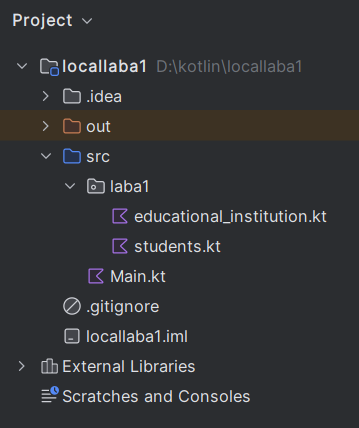 Project
locallaba1 D:\kotlin\locallaba1
.idea
out
src
laba1
educational_institution.kt
students.kt
Main.kt
.gitignore
locallaba1.iml
External Libraries
Scratches and Consoles